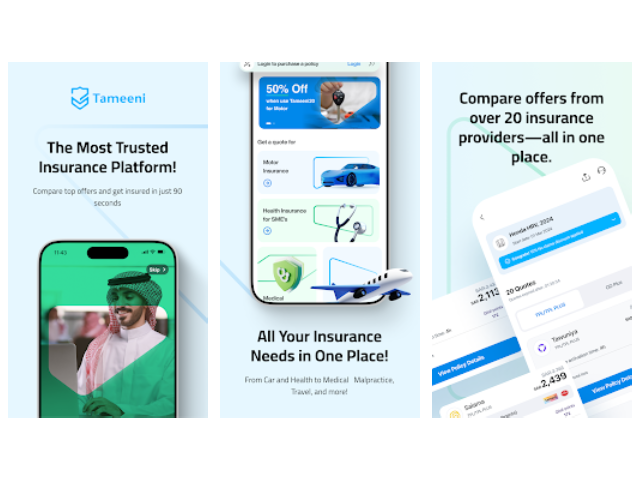 Tameeni
The Most Trusted
Insurance Platform!
Compare top offers and get insured in just 90
seconds
11:43
Skip
Login to purchase a policy
Login
50% Off
when use Tameeni25
for Motor
Get a quote for
Motor
Insurance
Health Insurance
for SME's
Medical
All Your Insurance
Needs in One Place!
From Car and Health to Medical Malpractice,
Travel, and more!
Compare offers from
over 20 insurance
providers—all in one
place.
Honda HRV, 2024
20 Quotes
2,113
View Policy Details
Tawuniya
2,439
View Policy Details
Salama